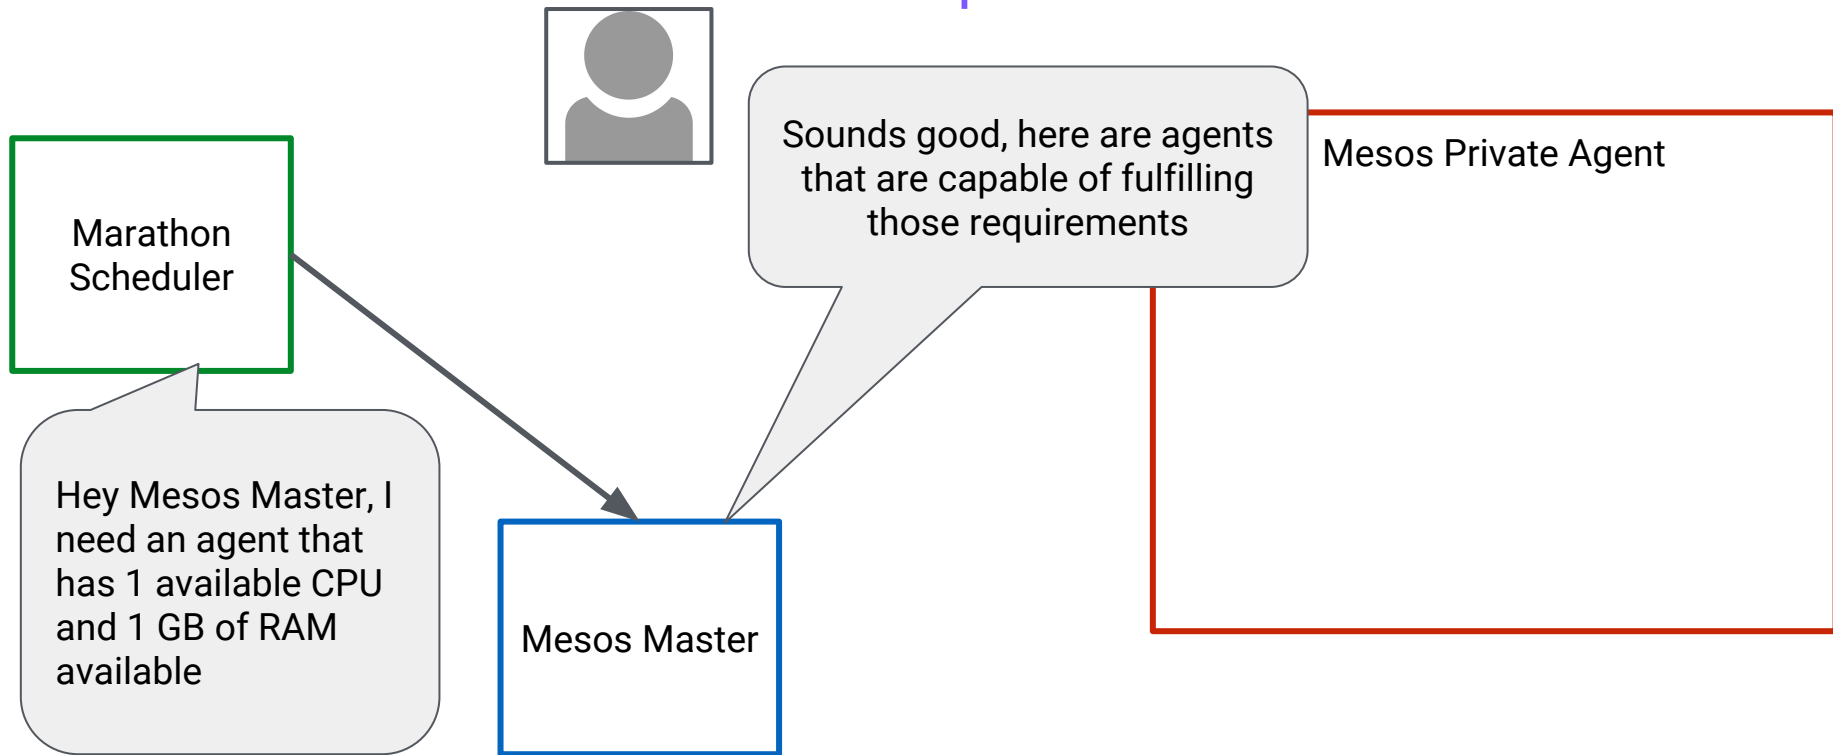 Sounds good, here are agents
that are capable of fulfilling
those requirements
Mesos Private Agent
Marathon
Scheduler
Hey Mesos Master, I
need an agent that
has 1 available CPU
and 1 GB of RAM
available
Mesos Master